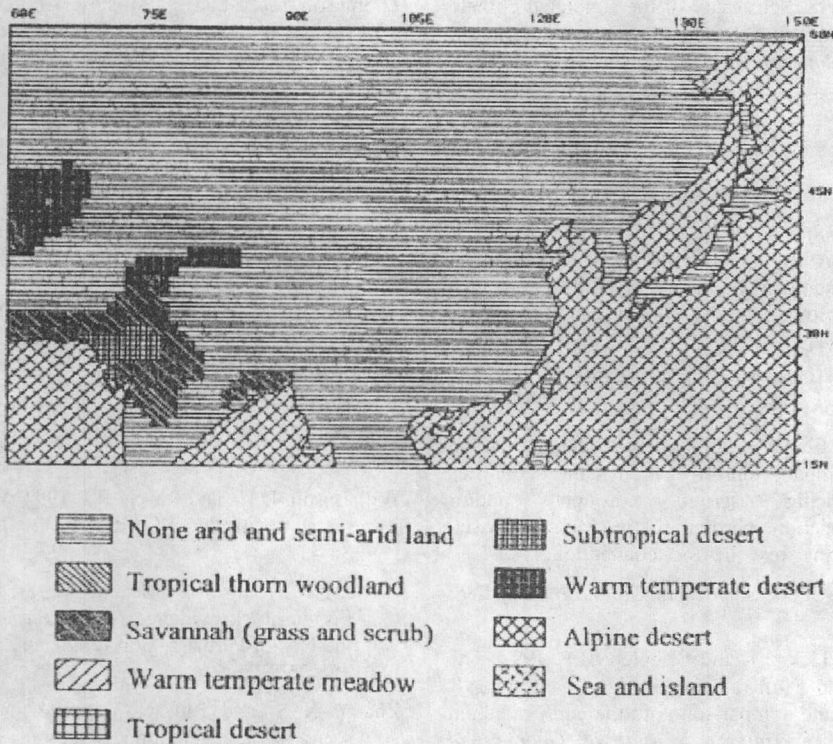 60E 75E 90E 105E 120E 130E 150E
60N
45N
30N
15N
None arid and semi-arid land
Tropical thorn woodland
Savannah (grass and scrub)
Warm temperate meadow
Tropical desert
Subtropical desert
Warm temperate desert
Alpine desert
Sea and island